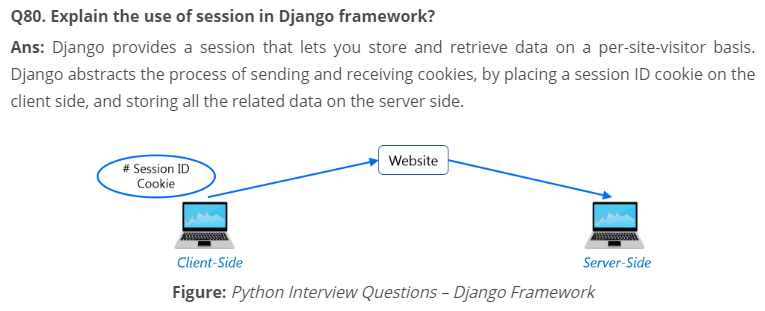 Q80. Explain the use of session in Django framework?
Ans: Django provides a session that lets you store and retrieve data on a per-site-visitor basis.
Django abstracts the process of sending and receiving cookies, by placing a session ID cookie on the
client side, and storing all the related data on the server side.
# Session ID
Cookie
Website
Client-Side
Server-Side
Figure: Python Interview Questions – Django Framework